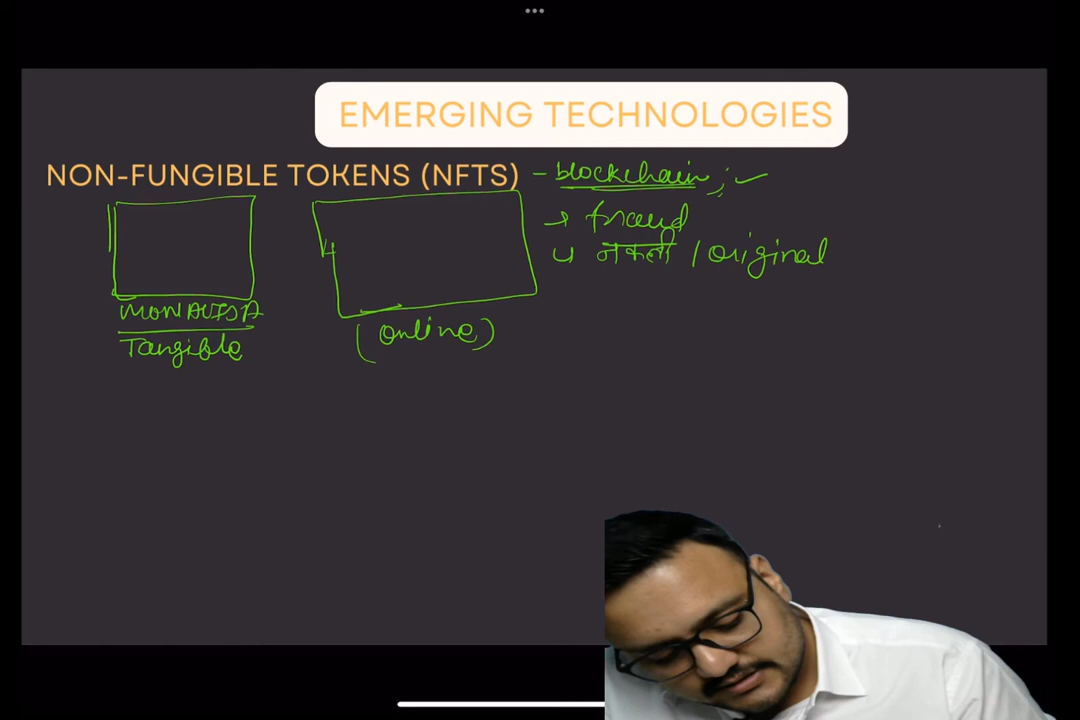 EMERGING TECHNOLOGIES
NON-FUNGIBLE TOKENS (NFTS) - blockchain ;
→ fraud
नकली / original
MONALISA
Tangible
(online)